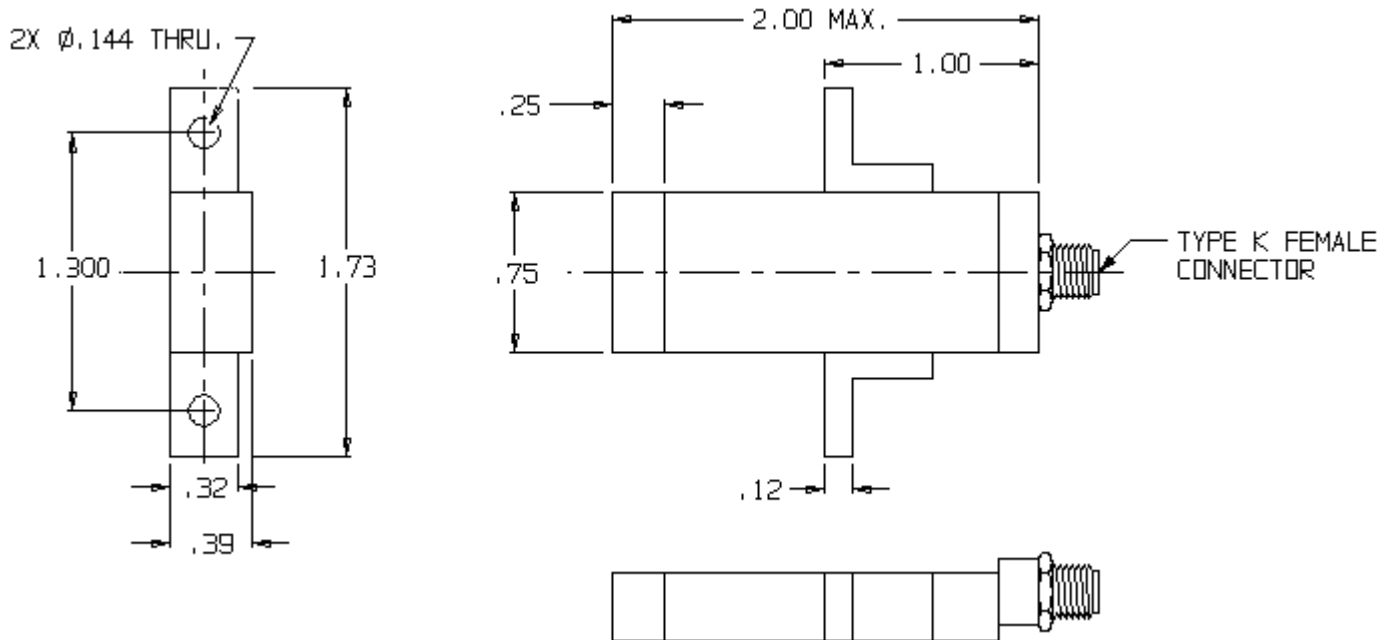 2X Ø.144 THRU.
1.300
1.73
.32
.39
2.00 MAX.
1.00
.25
.75
TYPE K FEMALE
CONNECTOR
.12